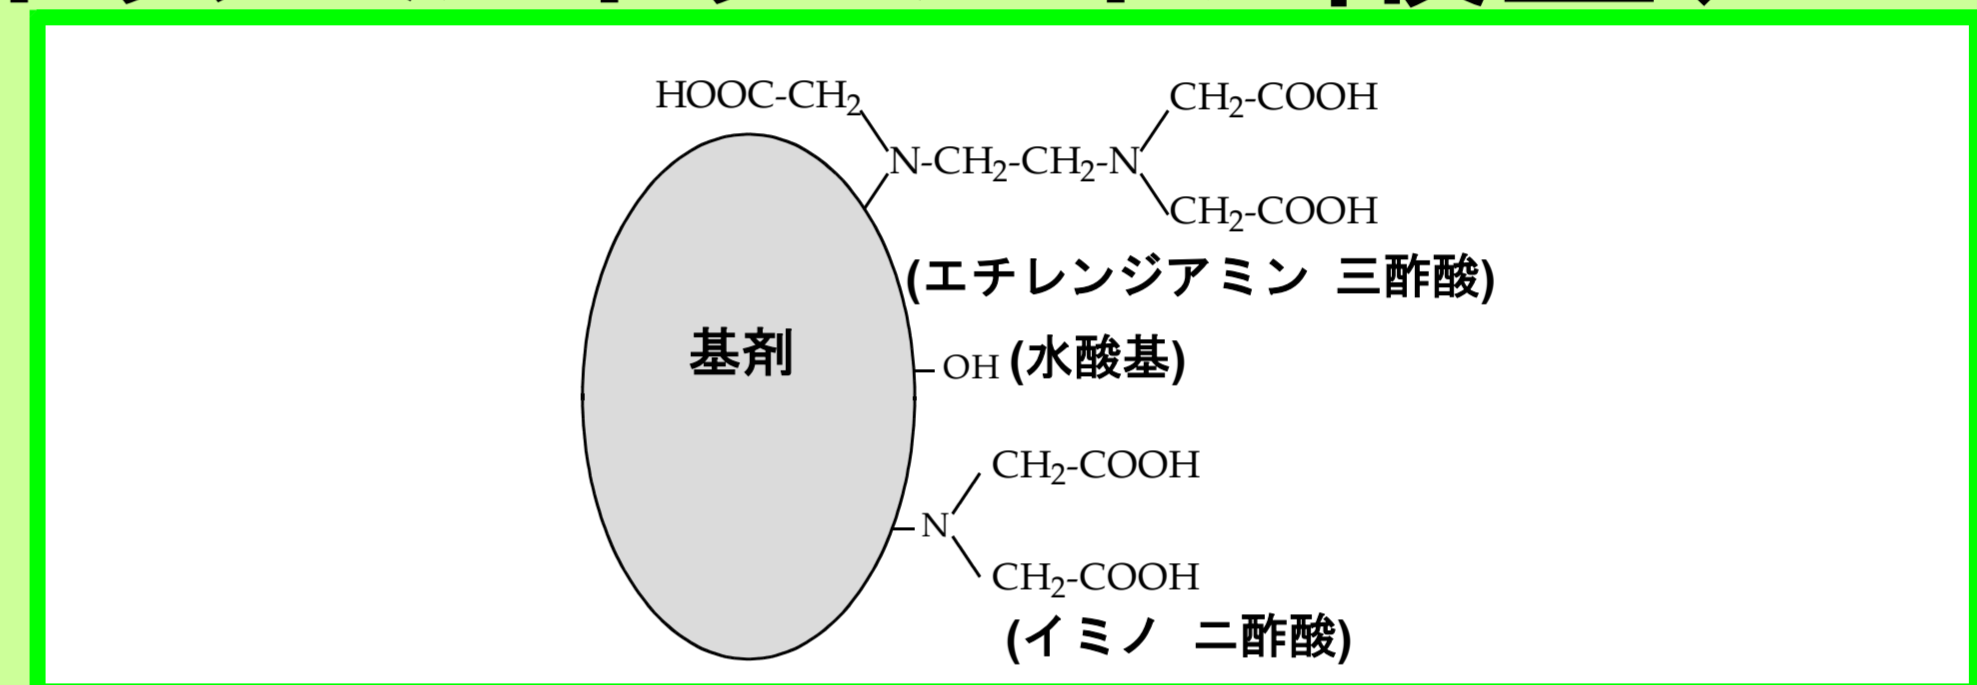 HOOC-CH₂
CH₂-COOH
N-CH₂-CH₂-N
CH₂-COOH
(エチレンジアミン 三酢酸)
基剤
OH (水酸基)
CH₂-COOH
N
CH₂-COOH
(イミノ ニ酢酸)